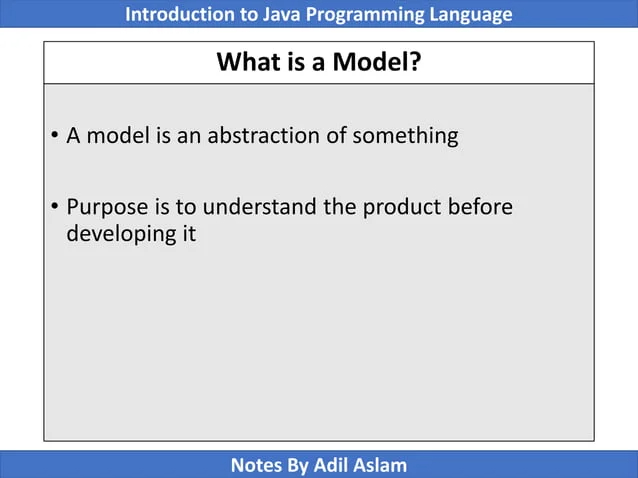 Introduction to Java Programming Language
What is a Model?
• A model is an abstraction of something
• Purpose is to understand the product before
developing it
Notes By Adil Aslam